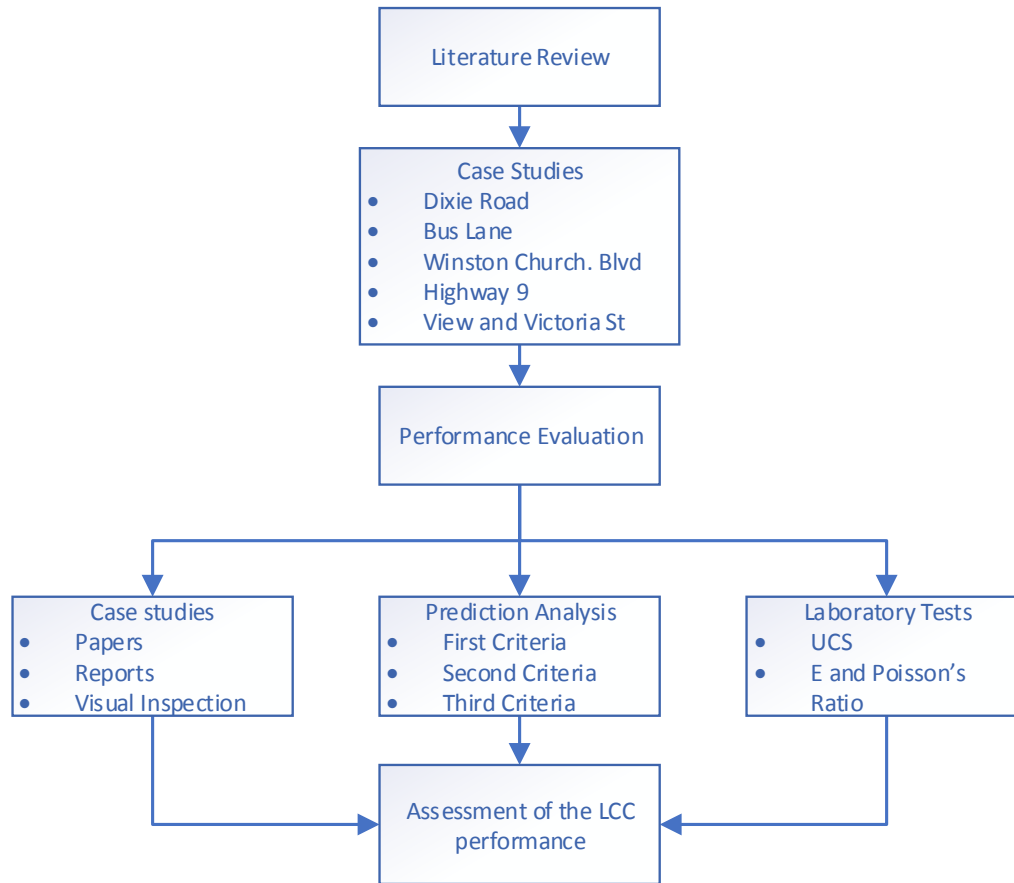 Literature Review
Case Studies
• Dixie Road
• Bus Lane
• Winston Church. Blvd
• Highway 9
• View and Victoria St
Performance Evaluation
Case studies
• Papers
• Reports
• Visual Inspection
Prediction Analysis
• First Criteria
• Second Criteria
• Third Criteria
Laboratory Tests
• UCS
• E and Poisson's
Ratio
Assessment of the LCC
performance